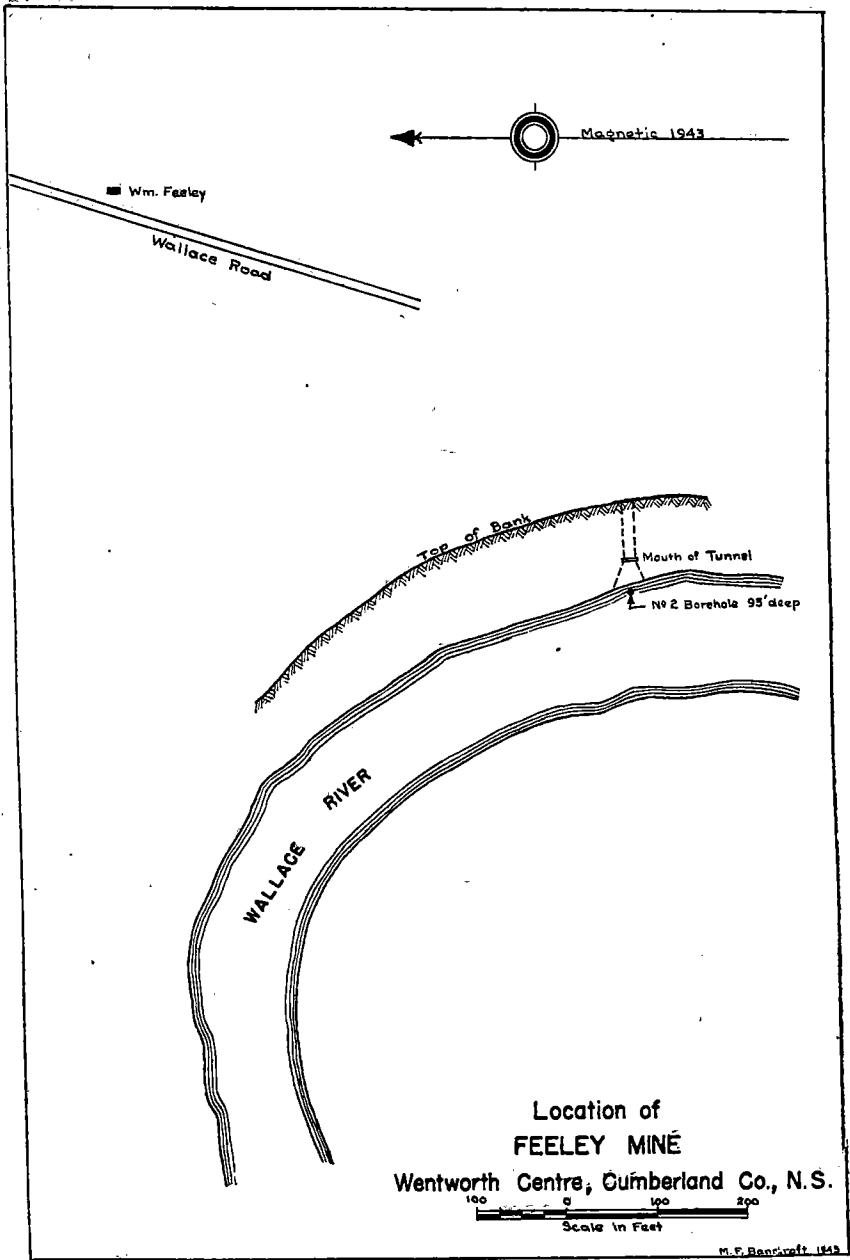 Magnetic 1943
Wm. Feeley
Wallace Road
Top of Bank
Mouth of Tunnel
No 2 Borehole 95' deep
WALLACE RIVER
Location of
FEELEY MINE
Wentworth Centre, Cumberland Co., N.S.
100 0 100 200
Scale in Feet
M.F. Bancroft 1943